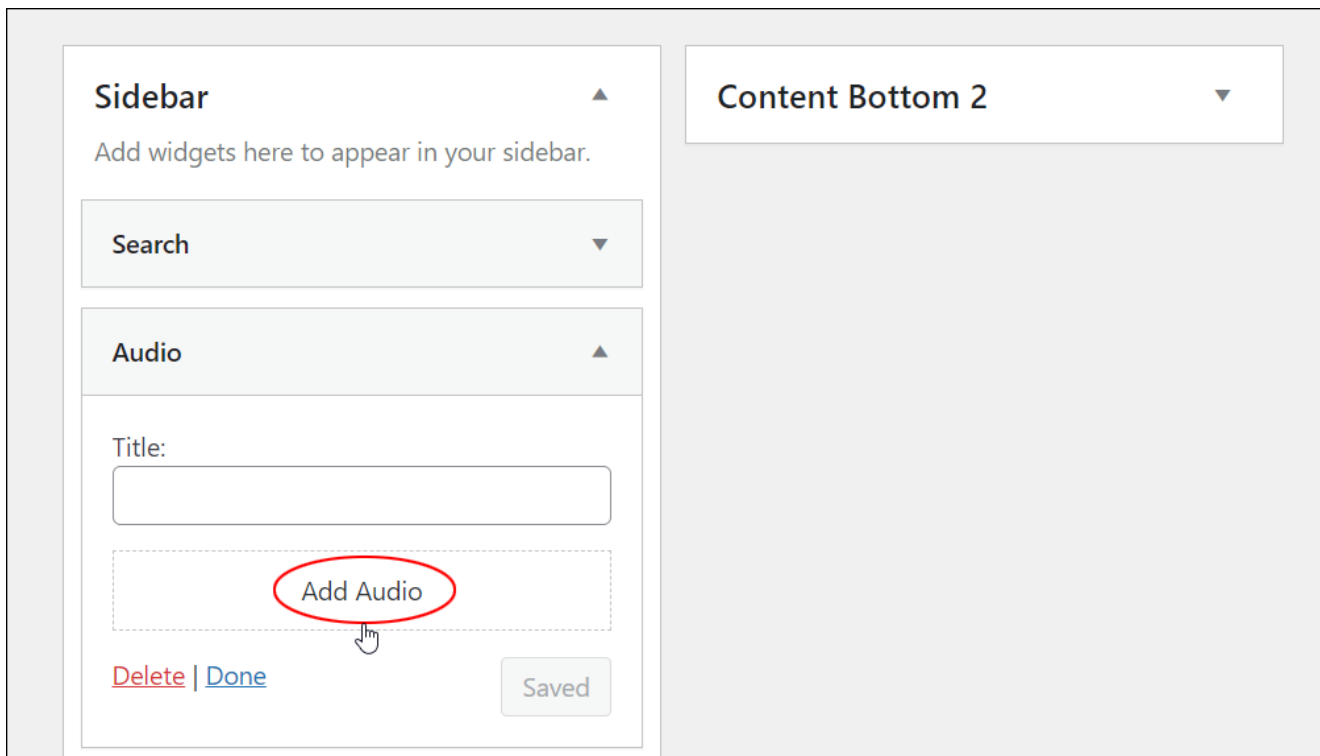 Sidebar
Add widgets here to appear in your sidebar.
Search
Audio
Title:
Add Audio
Delete | Done
Saved
Content Bottom 2